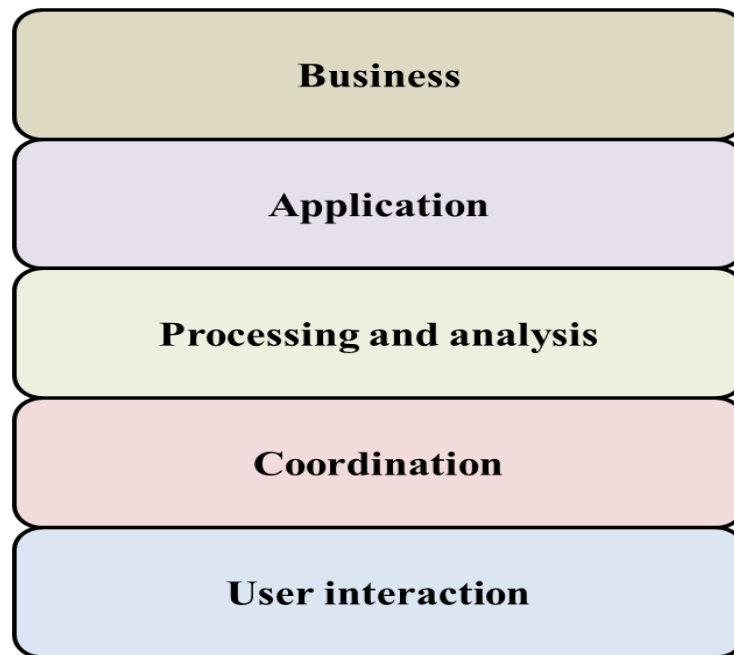 Business
Application
Processing and analysis
Coordination
User interaction